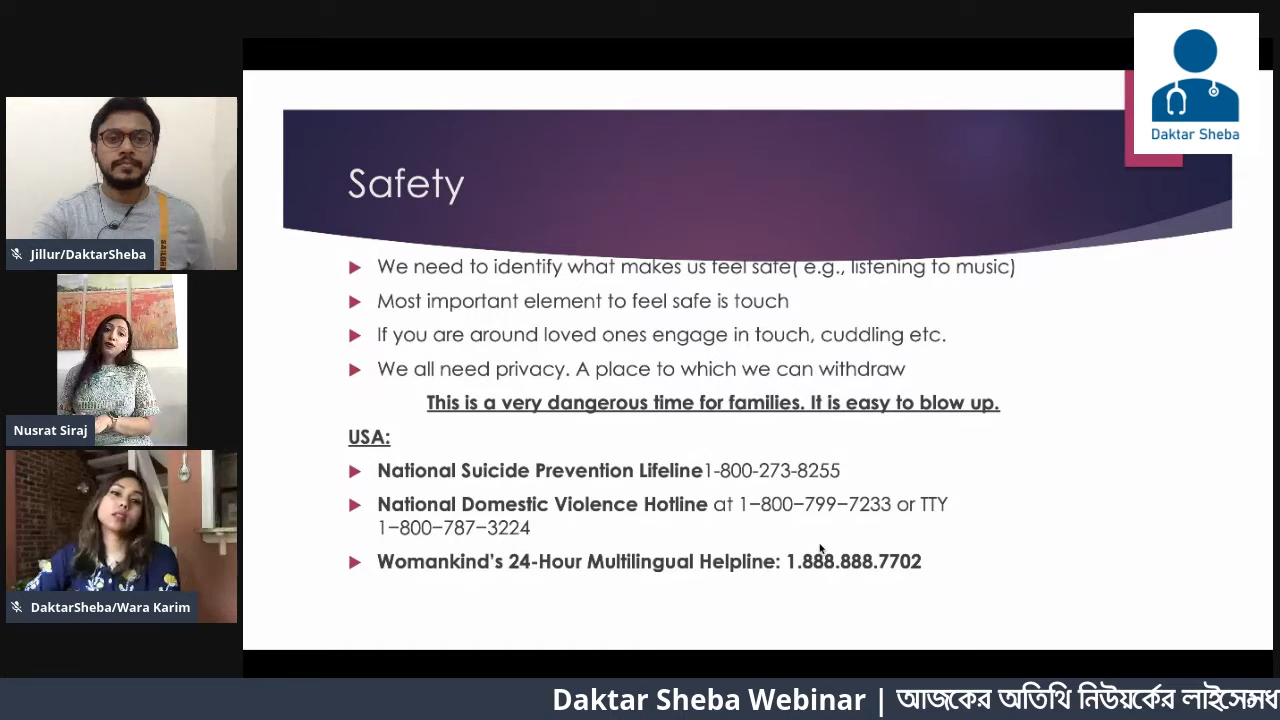 Daktar Sheba
Safety
We need to identify what makes us feel safe( e.g., listening to music)
Most important element to feel safe is touch
If you are around loved ones engage in touch, cuddling etc.
We all need privacy. A place to which we can withdraw
This is a very dangerous time for families. It is easy to blow up.
USA:
National Suicide Prevention Lifeline1-800-273-8255
National Domestic Violence Hotline at 1−800−799−7233 or TTY
1−800−787−3224
Womankind’s 24-Hour Multilingual Helpline: 1.888.888.7702
Jillur/DaktarSheba
Nusrat Siraj
DaktarSheba/Wara Karim
Daktar Sheba Webinar | আজকের অতিথি নিউয়র্কের